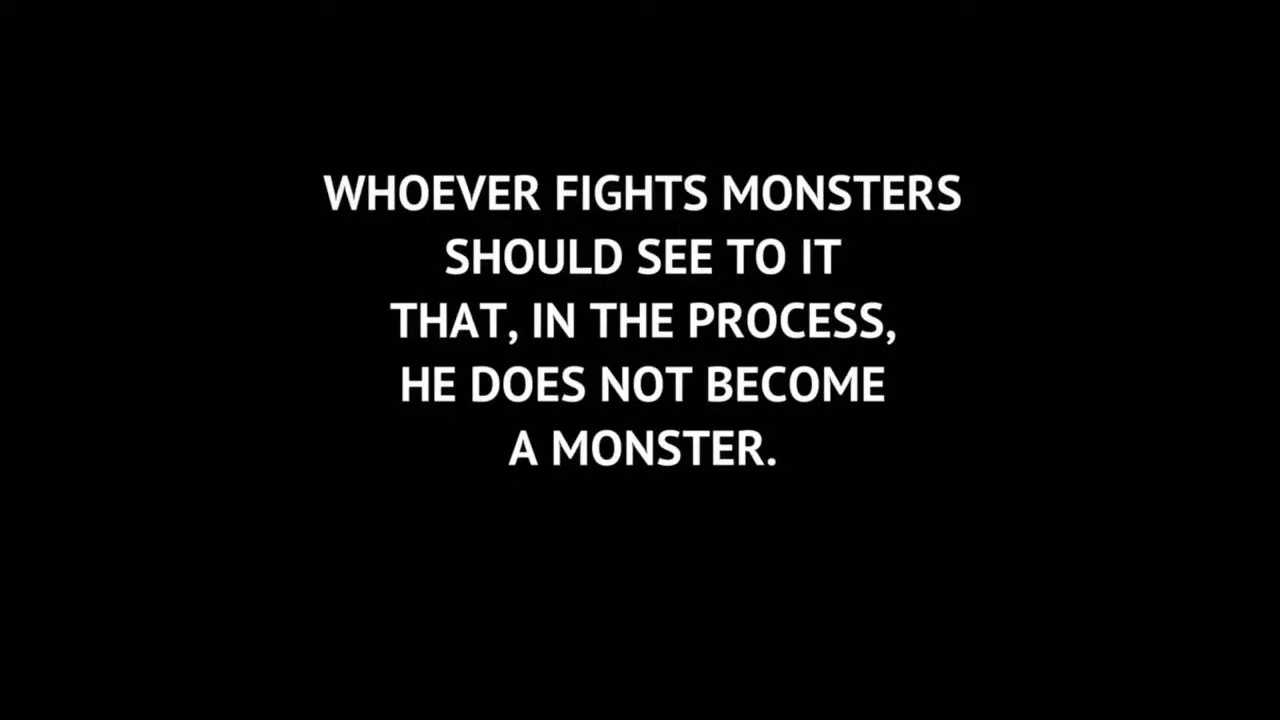 WHOEVER FIGHTS MONSTERS
SHOULD SEE TO IT
THAT, IN THE PROCESS,
HE DOES NOT BECOME
A MONSTER.